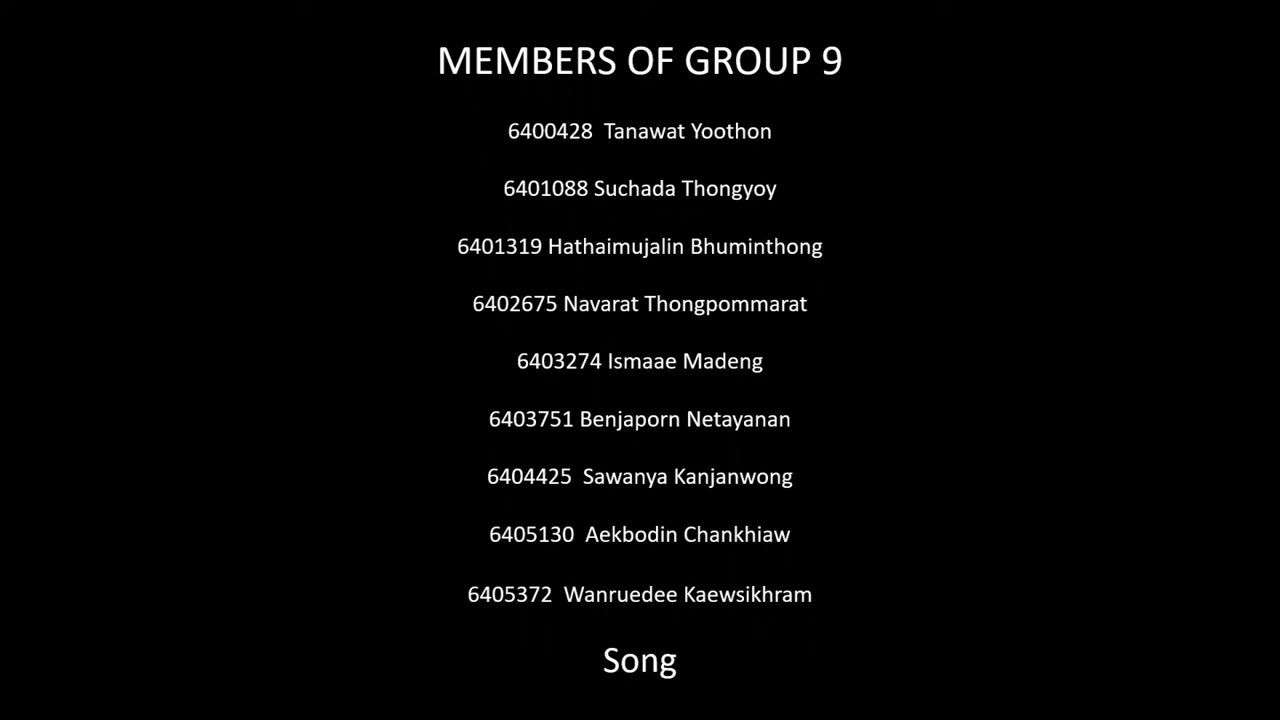 MEMBERS OF GROUP 9
6400428  Tanawat Yoothon
6401088 Suchada Thongyoy
6401319 Hathaimujalin Bhuminthong
6402675 Navarat Thongpommarat
6403274 Ismaae Madeng
6403751 Benjaporn Netayanan
6404425  Sawanya Kanjanwong
6405130  Aekbodin Chankhiaw
6405372  Wanruedee Kaewsikhram
Song